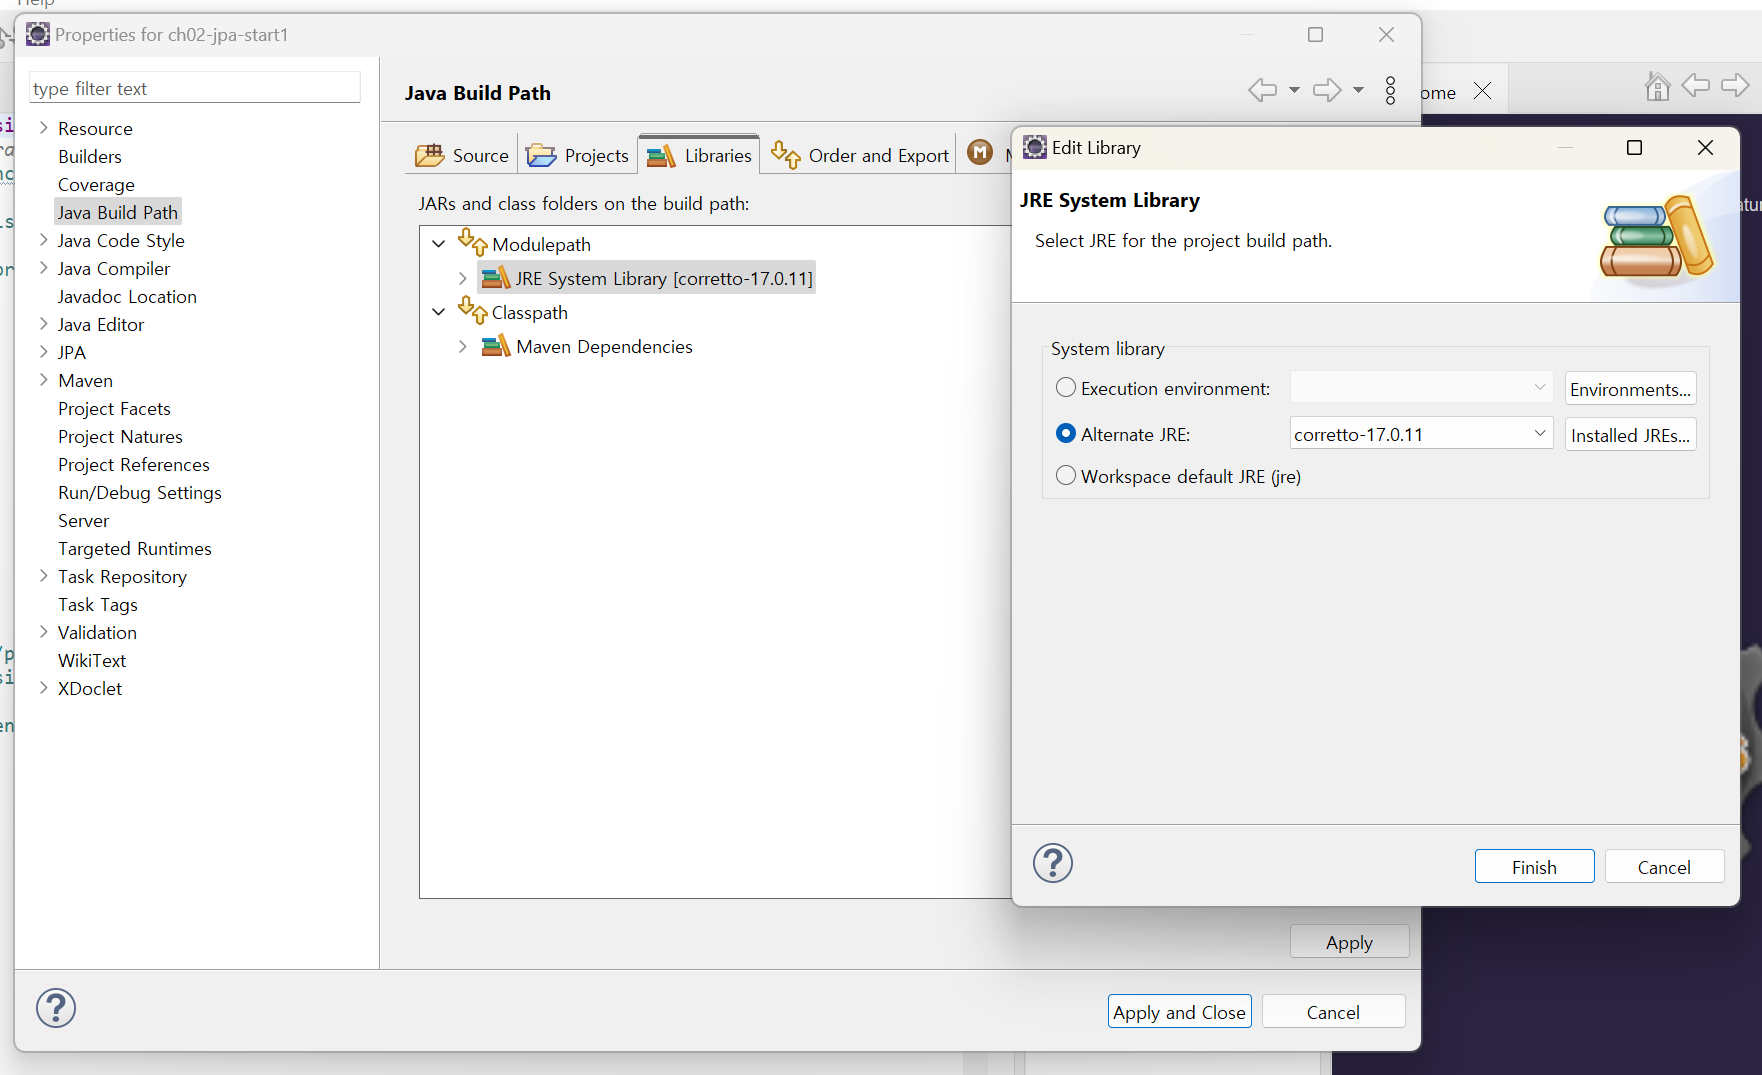 Help
Properties for ch02-jpa-start1
type filter text
Resource
Builders
Coverage
Java Build Path
Java Code Style
Java Compiler
Javadoc Location
Java Editor
JPA
Maven
Project Facets
Project Natures
Project References
Run/Debug Settings
Server
Targeted Runtimes
Task Repository
Task Tags
Validation
WikiText
XDoclet
Java Build Path
Source
Projects
Libraries
Order and Export
JARs and class folders on the build path:
Modulepath
JRE System Library [corretto-17.0.11]
Classpath
Maven Dependencies
Apply
Apply and Close
Cancel
ome
Edit Library
JRE System Library
Select JRE for the project build path.
System library
Execution environment:
Environments...
Alternate JRE:
corretto-17.0.11
Installed JREs...
Workspace default JRE (jre)
Finish
Cancel